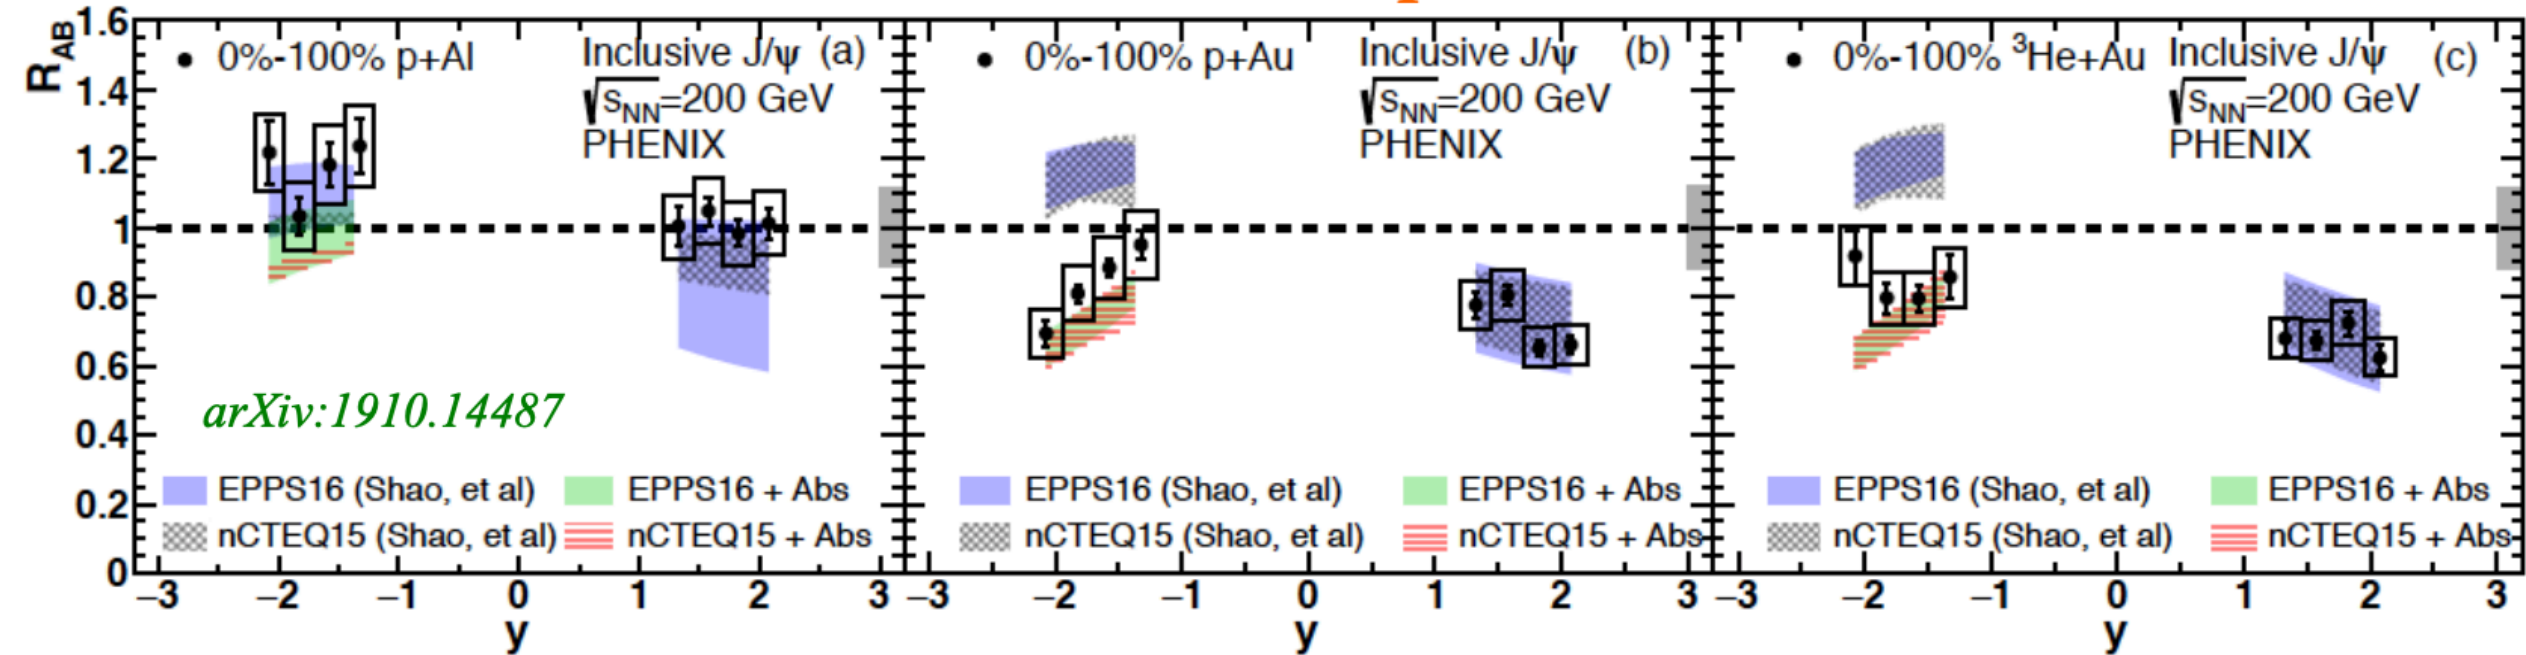 R_AB
1.6
1.4
1.2
1
0.8
0.6
0.4
0.2
0
0%-100% p+Al
Inclusive J/ψ (a)
√s_NN=200 GeV
PHENIX
arXiv:1910.14487
EPPS16 (Shao, et al) EPPS16 + Abs
nCTEQ15 (Shao, et al) nCTEQ15 + Abs
−3 −2 −1 0 1 2 3
y
0%-100% p+Au
Inclusive J/ψ (b)
√s_NN=200 GeV
PHENIX
EPPS16 (Shao, et al) EPPS16 + Abs
nCTEQ15 (Shao, et al) nCTEQ15 + Abs
−3 −2 −1 0 1 2 3
y
0%-100% ³He+Au
Inclusive J/ψ (c)
√s_NN=200 GeV
PHENIX
EPPS16 (Shao, et al) EPPS16 + Abs
nCTEQ15 (Shao, et al) nCTEQ15 + Abs
−3 −2 −1 0 1 2 3
y